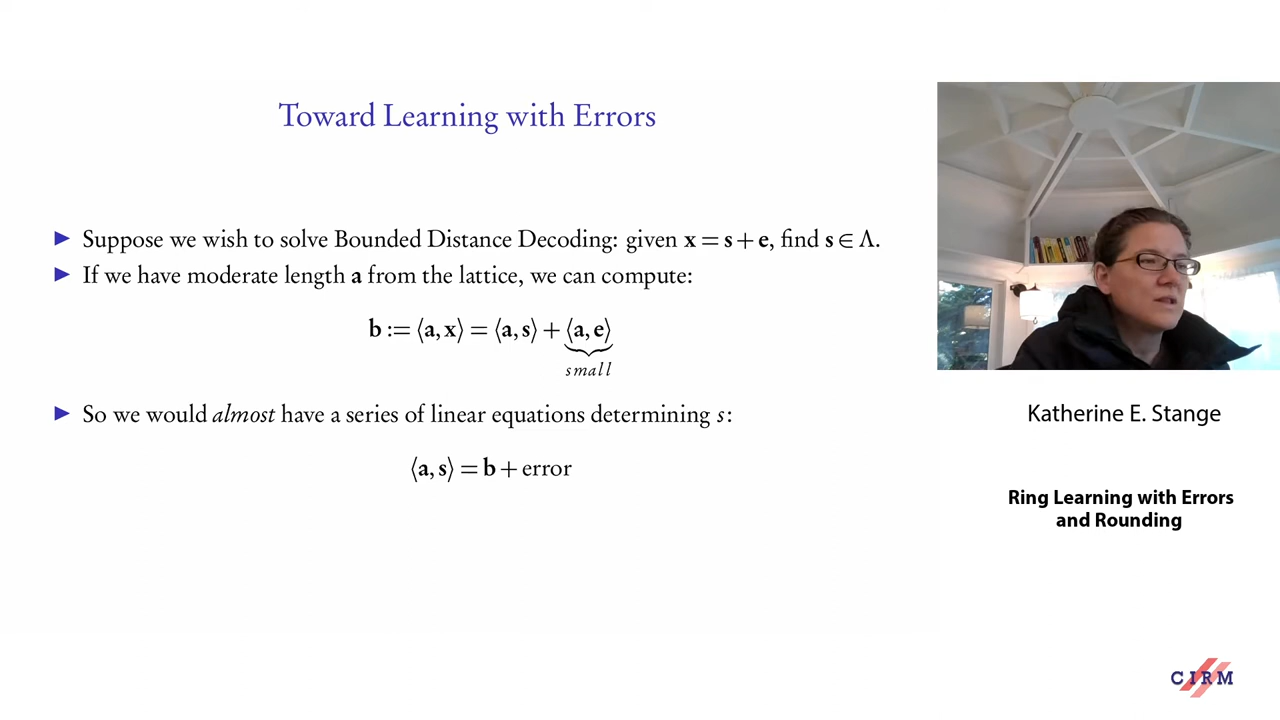 Toward Learning with Errors
▶ Suppose we wish to solve Bounded Distance Decoding: given x = s + e, find s ∈ Λ.
▶ If we have moderate length a from the lattice, we can compute:
b := ⟨a, x⟩ = ⟨a, s⟩ + ⟨a, e⟩
small
▶ So we would almost have a series of linear equations determining s:
⟨a, s⟩ = b + error
Katherine E. Stange
Ring Learning with Errors
and Rounding
CIRM